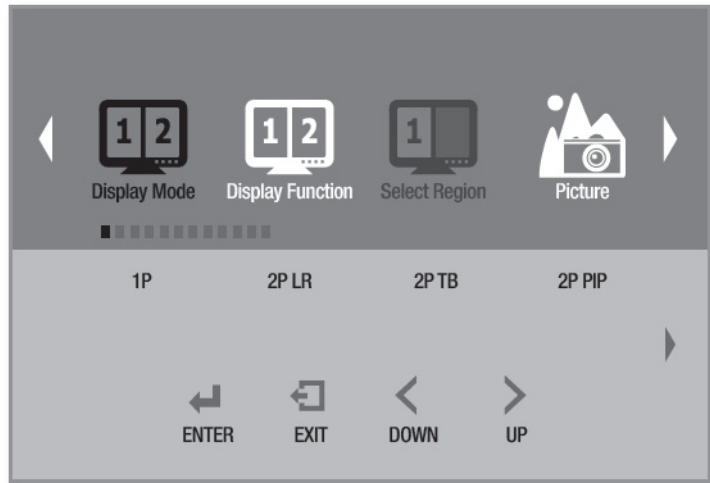 1 2 1 2 1
Display Mode Display Function Select Region Picture
1P 2P LR 2P TB 2P PIP
ENTER EXIT DOWN UP